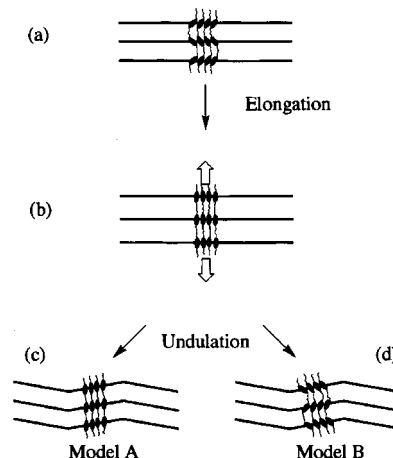 (a)
Elongation
(b)
Undulation
(c)
(d)
Model A
Model B